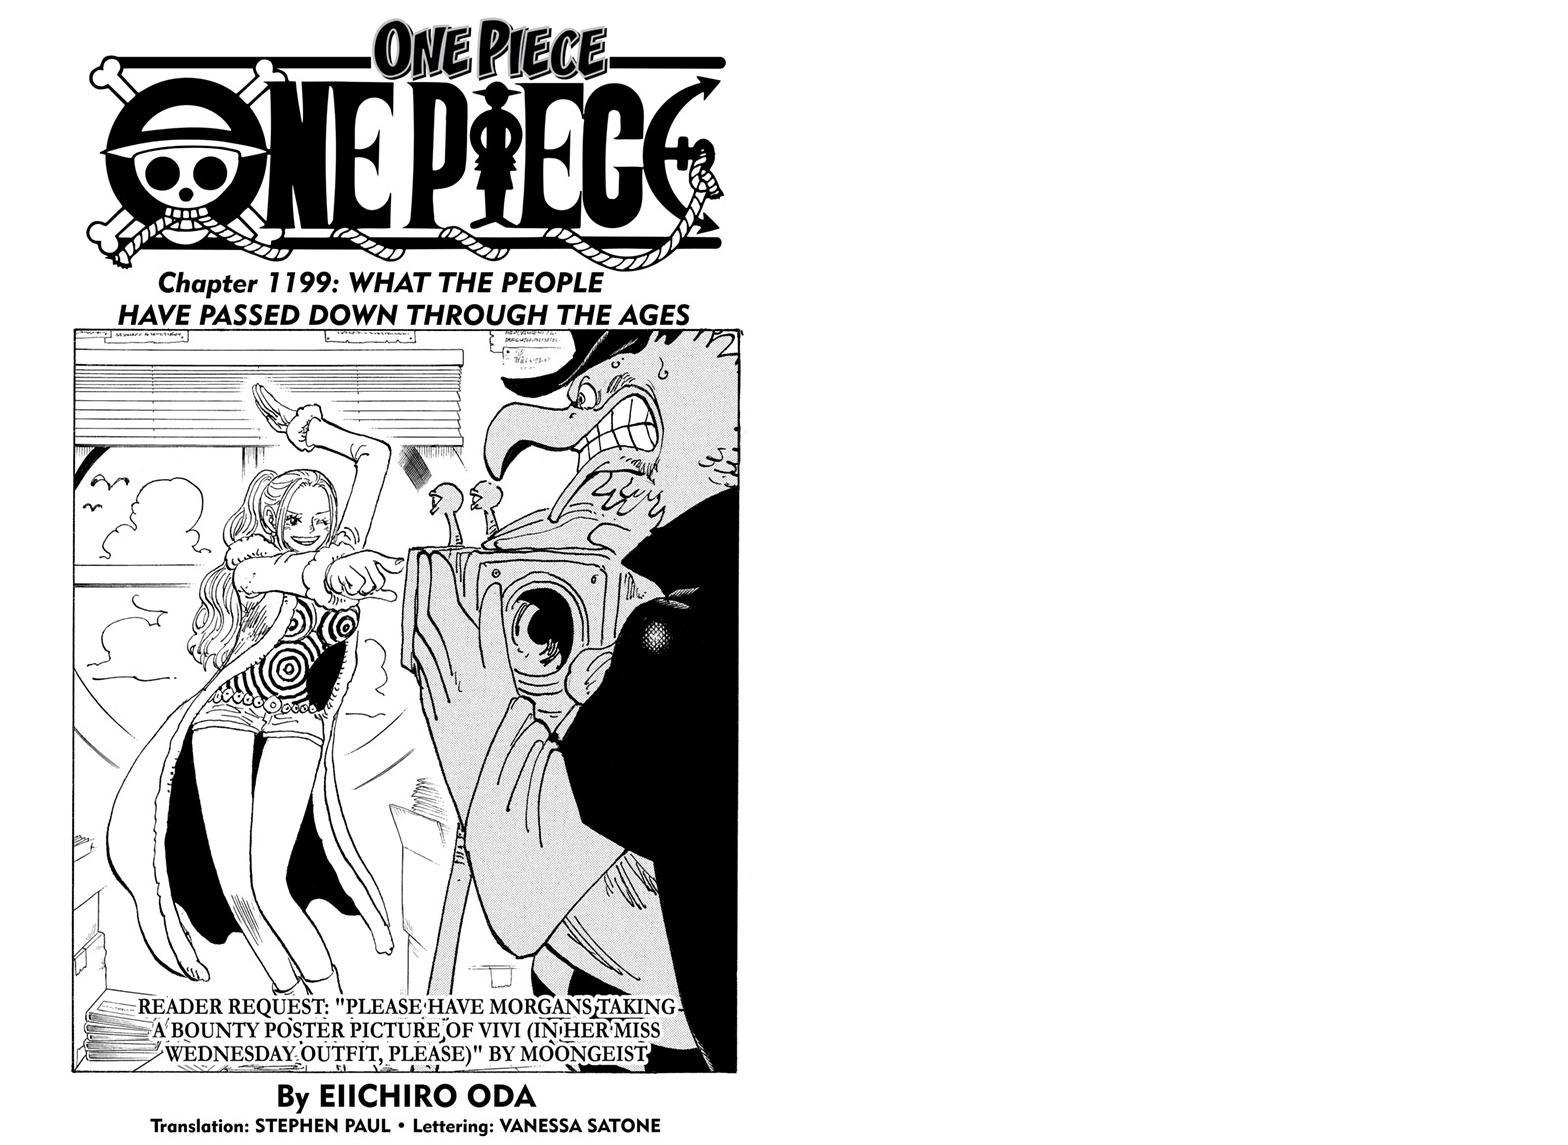 ONE PIECE
ONE PIECE
Chapter 1199: WHAT THE PEOPLE
HAVE PASSED DOWN THROUGH THE AGES
READER REQUEST: "PLEASE HAVE MORGANS TAKING
A BOUNTY POSTER PICTURE OF VIVI (IN HER MISS
WEDNESDAY OUTFIT, PLEASE)" BY MOONGEIST
By EIICHIRO ODA
Translation: STEPHEN PAUL • Lettering: VANESSA SATONE